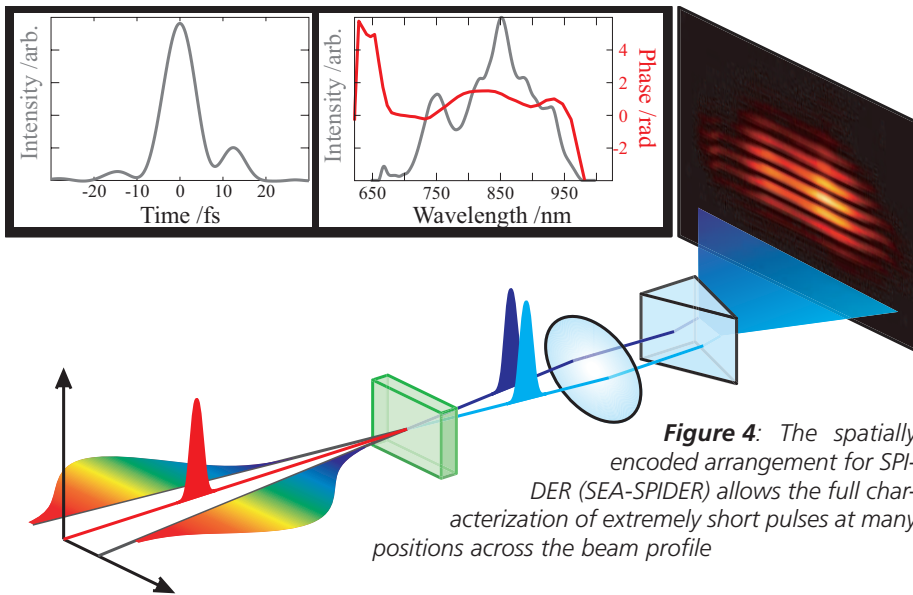 Intensity /arb.
-20 -10 0 10 20
Time /fs
Intensity /arb.
650 750 850 950
Wavelength /nm
4
2
0
-2
Phase /rad
Figure 4: The spatially
encoded arrangement for SPI-
DER (SEA-SPIDER) allows the full char-
acterization of extremely short pulses at many
positions across the beam profile